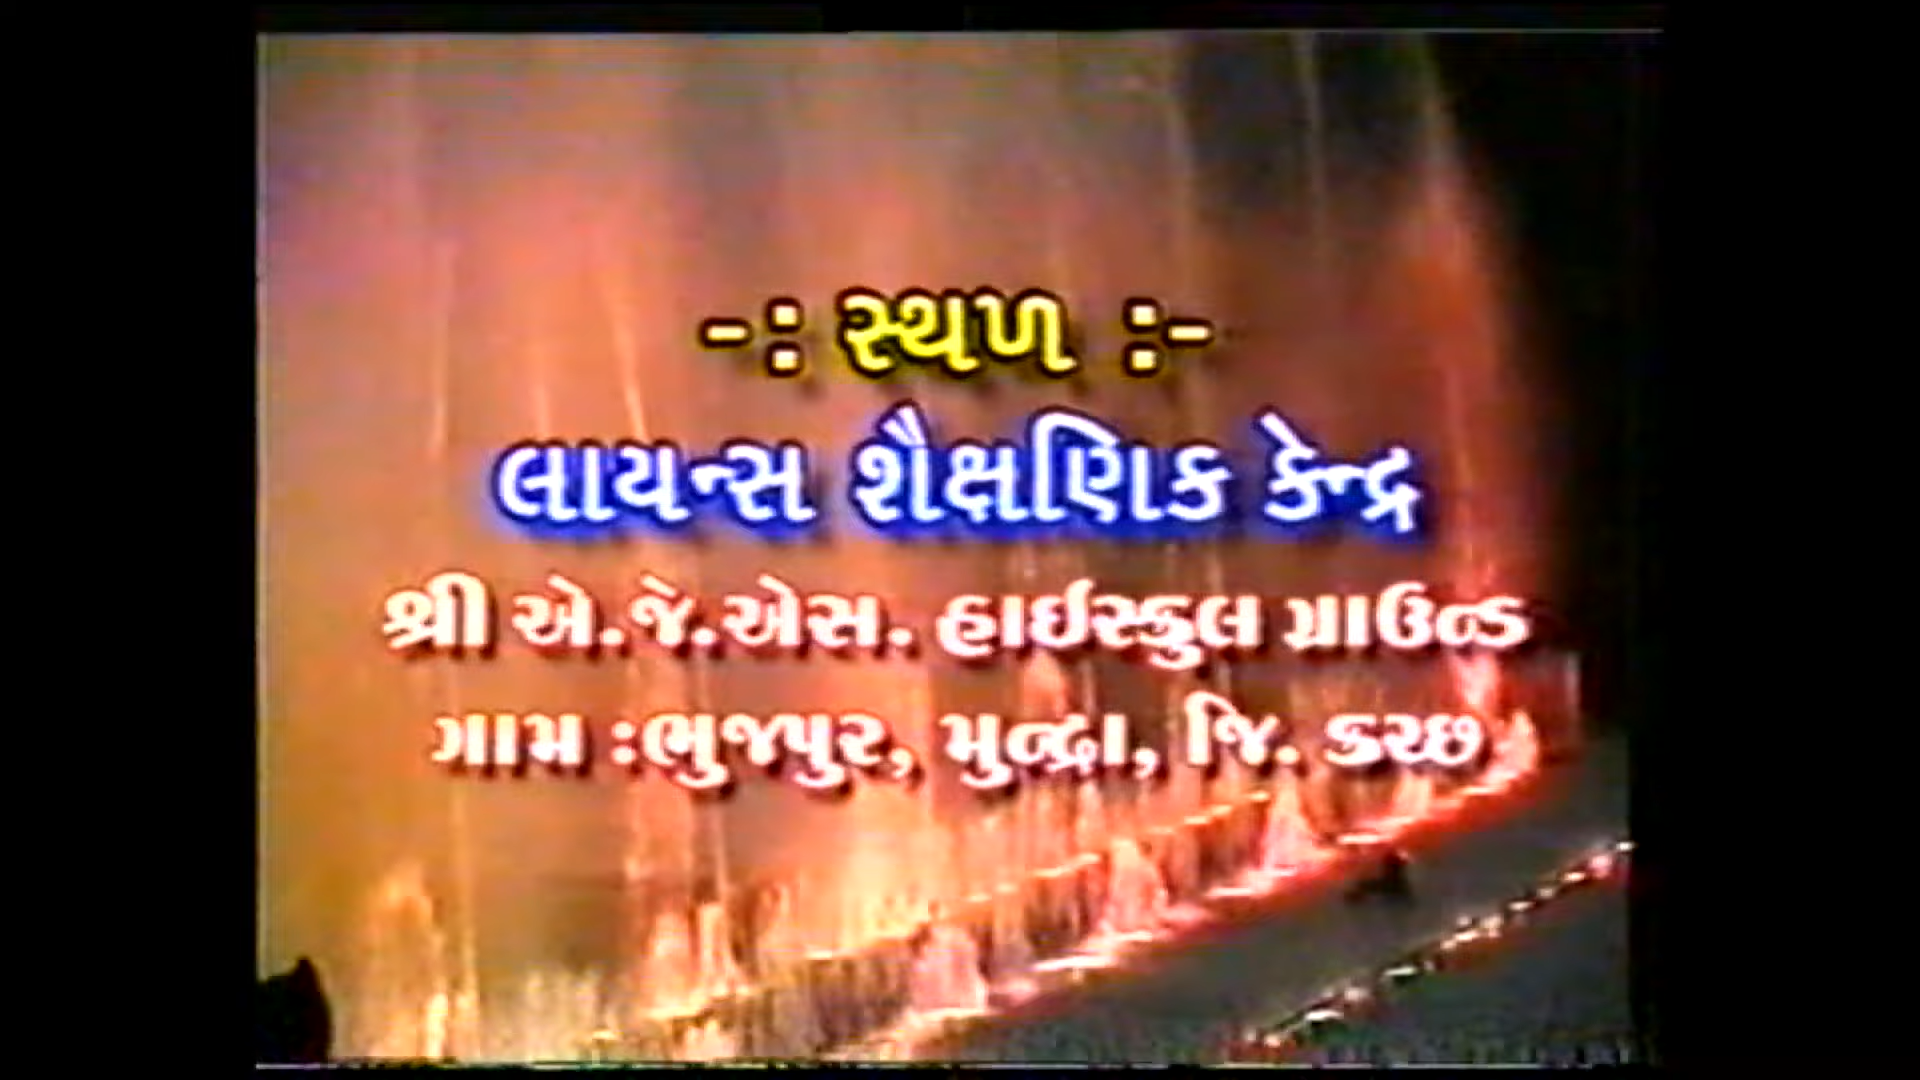 -: સ્થળ :-
લાયન્સ શૈક્ષણિક કેન્દ્ર
શ્રી એ.જે.એસ. હાઈસ્કુલ ગ્રાઉન્ડ
ગામ :ભુજપુર, મુન્દ્રા, જિ. કચ્છ